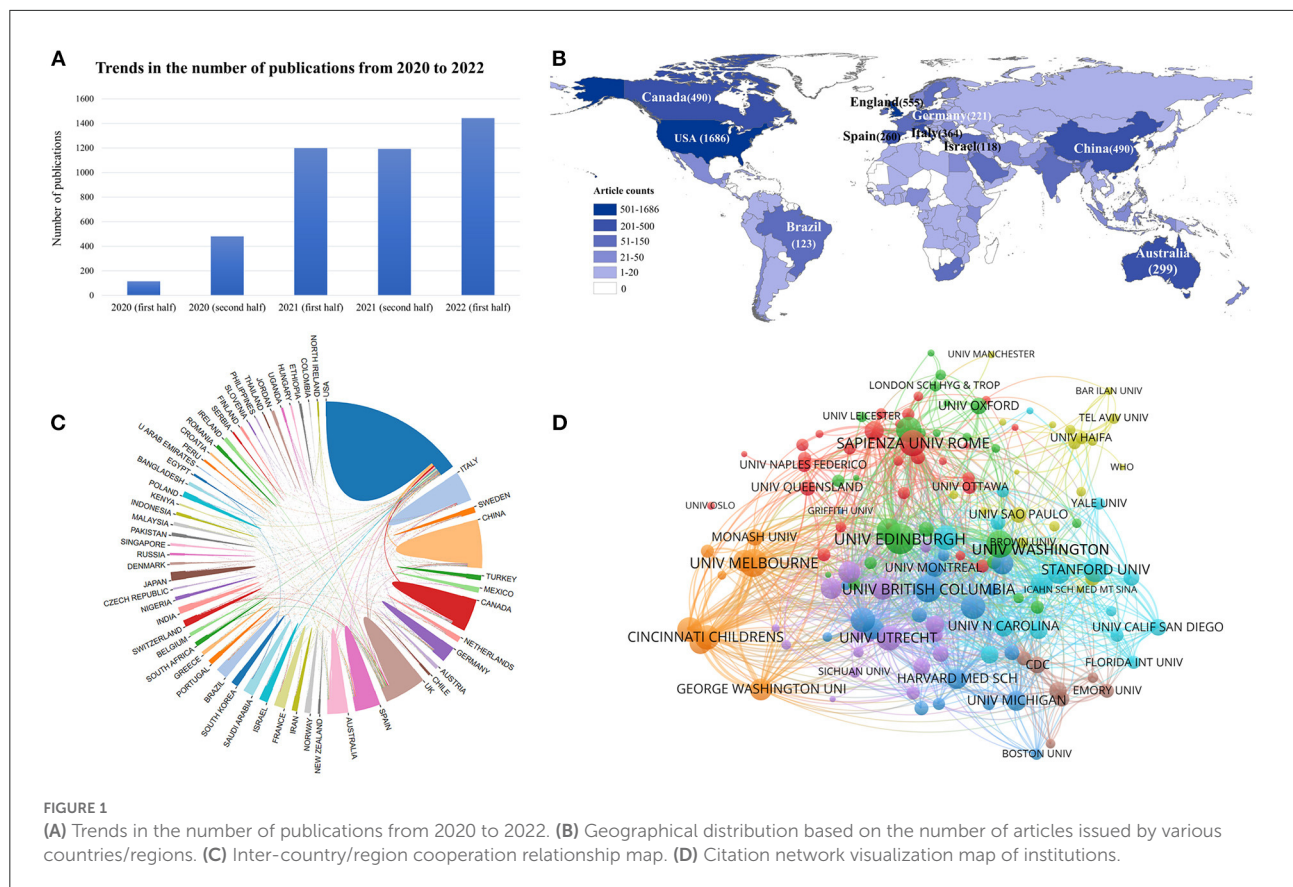 A
Trends in the number of publications from 2020 to 2022
Number of publications
1600
1400
1200
1000
800
600
400
200
0
2020 (first half)
2020 (second half)
2021 (first half)
2021 (second half)
2022 (first half)
B
Canada(490)
USA (1686)
England(555)
Germany(221)
Spain(260)
Italy(364)
Israel(118)
China(490)
Brazil
(123)
Australia
(299)
Article counts
501-1686
201-500
51-150
21-50
1-20
0
C
USA
ITALY
SWEDEN
CHINA
TURKEY
MEXICO
CANADA
NETHERLANDS
GERMANY
AUSTRIA
CHILE
UK
SPAIN
AUSTRALIA
NEW ZEALAND
NORWAY
IRAN
FRANCE
ISRAEL
SAUDI ARABIA
SOUTH KOREA
BRAZIL
PORTUGAL
GREECE
SOUTH AFRICA
BELGIUM
SWITZERLAND
INDIA
NIGERIA
CZECH REPUBLIC
JAPAN
DENMARK
RUSSIA
SINGAPORE
PAKISTAN
MALAYSIA
INDONESIA
KENYA
POLAND
BANGLADESH
EGYPT
U ARAB EMIRATES
PERU
CROATIA
ROMANIA
IRELAND
SERBIA
FINLAND
SLOVENIA
PHILIPPINES
THAILAND
JORDAN
UGANDA
HUNGARY
ETHIOPIA
COLOMBIA
NORTH IRELAND
D
UNIV MANCHESTER
LONDON SCH HYG & TROP
BAR ILAN UNIV
UNIV LEICESTER
UNIV OXFORD
TEL AVIV UNIV
SAPIENZA UNIV ROME
UNIV HAIFA
UNIV NAPLES FEDERICO
WHO
UNIV QUEENSLAND
UNIV OTTAWA
YALE UNIV
UNIV OSLO
GRIFFITH UNIV
UNIV SAO PAULO
MONASH UNIV
UNIV EDINBURGH
BROWN UNIV
UNIV WASHINGTON
UNIV MELBOURNE
UNIV MONTREAL
STANFORD UNIV
UNIV BRITISH COLUMBIA
ICAHN SCH MED MT SINA
CINCINNATI CHILDRENS
UNIV UTRECHT
UNIV N CAROLINA
UNIV CALIF SAN DIEGO
SICHUAN UNIV
CDC
FLORIDA INT UNIV
GEORGE WASHINGTON UNI
HARVARD MED SCH
EMORY UNIV
UNIV MICHIGAN
BOSTON UNIV
FIGURE 1
(A) Trends in the number of publications from 2020 to 2022. (B) Geographical distribution based on the number of articles issued by various
countries/regions. (C) Inter-country/region cooperation relationship map. (D) Citation network visualization map of institutions.